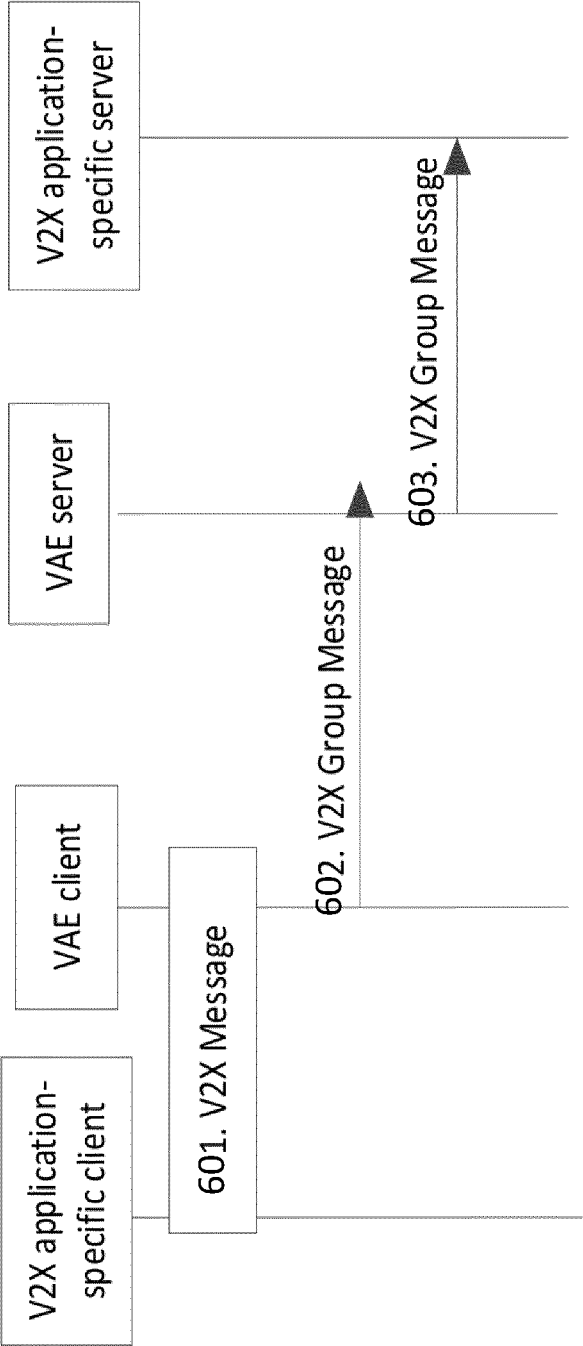 V2X application-
specific client
VAE client
VAE server
V2X application-
specific server
601. V2X Message
602. V2X Group Message
603. V2X Group Message